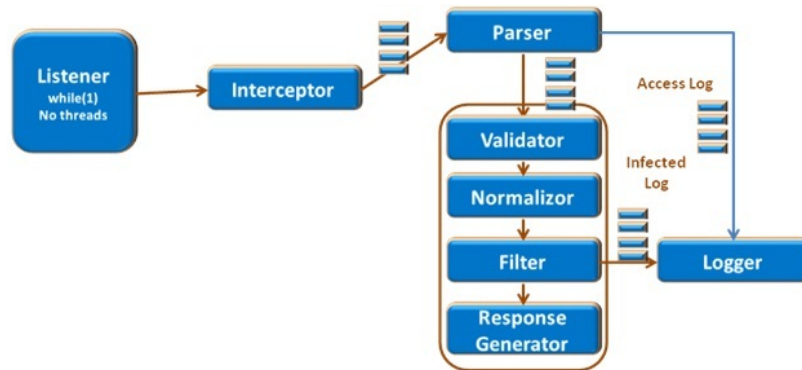 Listener
while(1)
No threads
Interceptor
Parser
Access Log
Validator
Infected
Log
Normalizor
Filter
Logger
Response
Generator